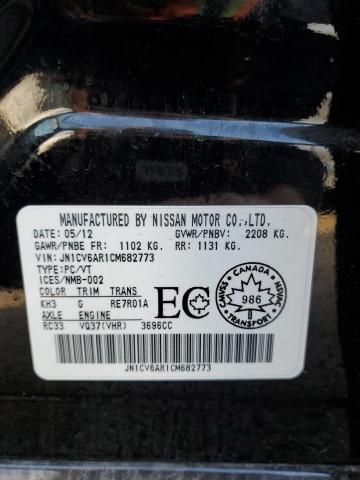 MANUFACTURED BY NISSAN MOTOR CO.,LTD.
DATE: 05/12 GVWR/PNBV: 2208 KG.
GAWR/PNBE FR: 1102 KG. RR: 1131 KG.
VIN: JN1CV6AR1CM682773
TYPE: PC/VT
ICES/NMB-002
COLOR TRIM TRANS
KH3 G RE7R01A
AXLE ENGINE
RC33 VQ37(VHR) 3696CC
EC
CANADA
CMVSS 986 NSVAC
TRANSPORT
JN1CV6AR1CM682773